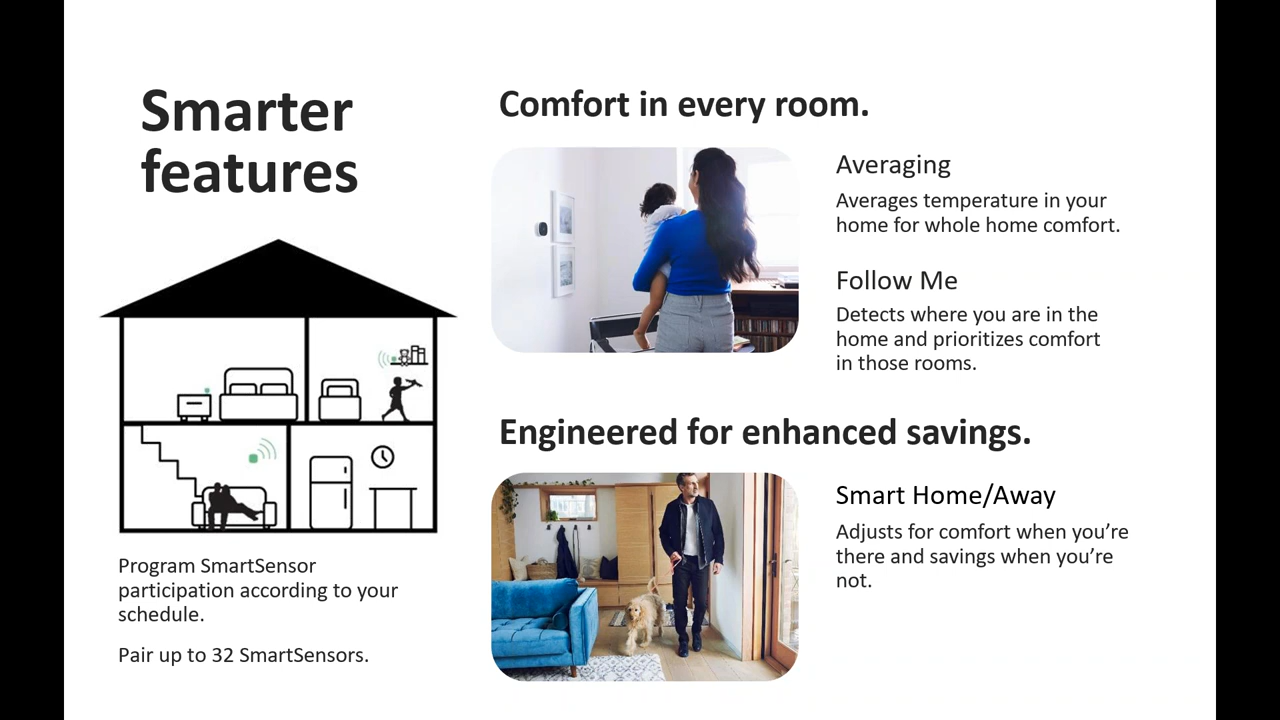 Smarter
features
Program SmartSensor
participation according to your
schedule.
Pair up to 32 SmartSensors.
Comfort in every room.
Averaging
Averages temperature in your
home for whole home comfort.
Follow Me
Detects where you are in the
home and prioritizes comfort
in those rooms.
Engineered for enhanced savings.
Smart Home/Away
Adjusts for comfort when you’re
there and savings when you’re
not.